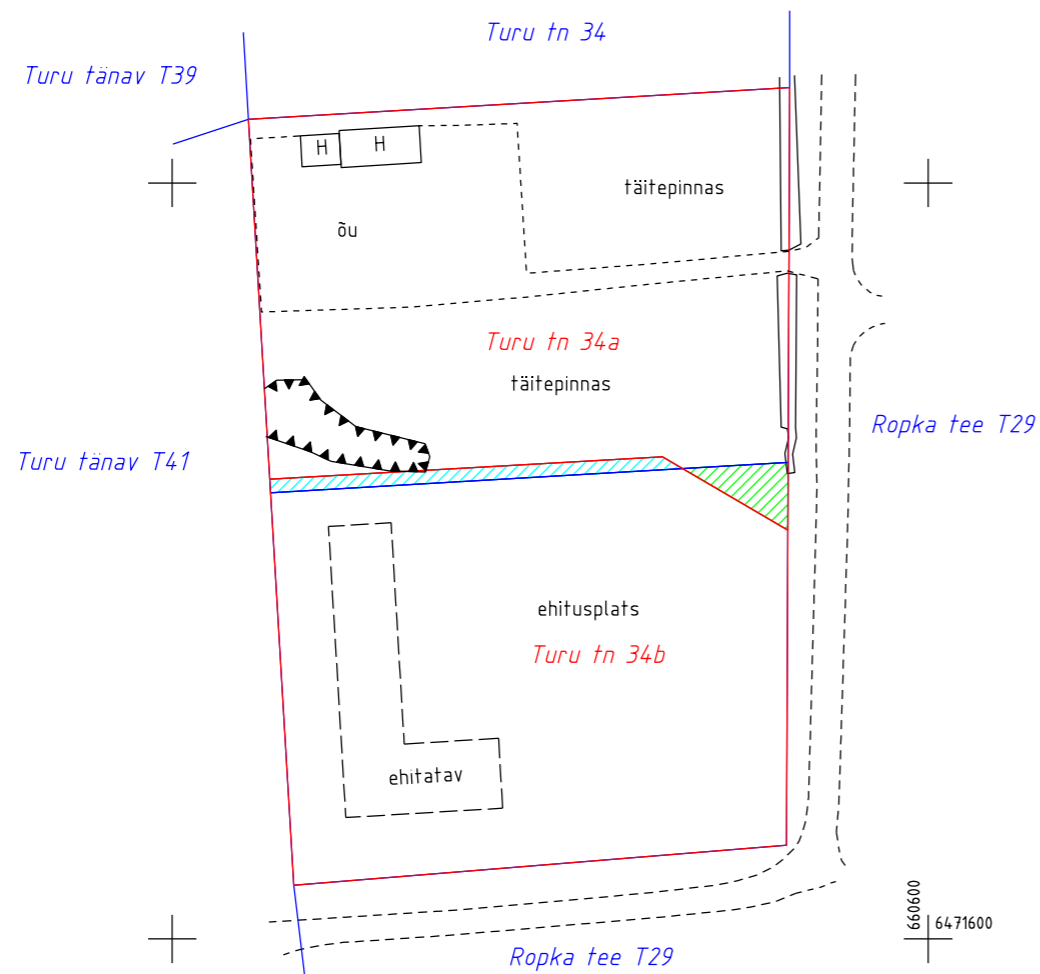 Turu tn 34
Turu tänav T39
H
H
täitepinnas
õu
Turu tn 34a
täitepinnas
Ropka tee T29
Turu tänav T41
ehitusplats
Turu tn 34b
ehitatav
660600
6471600
Ropka tee T29